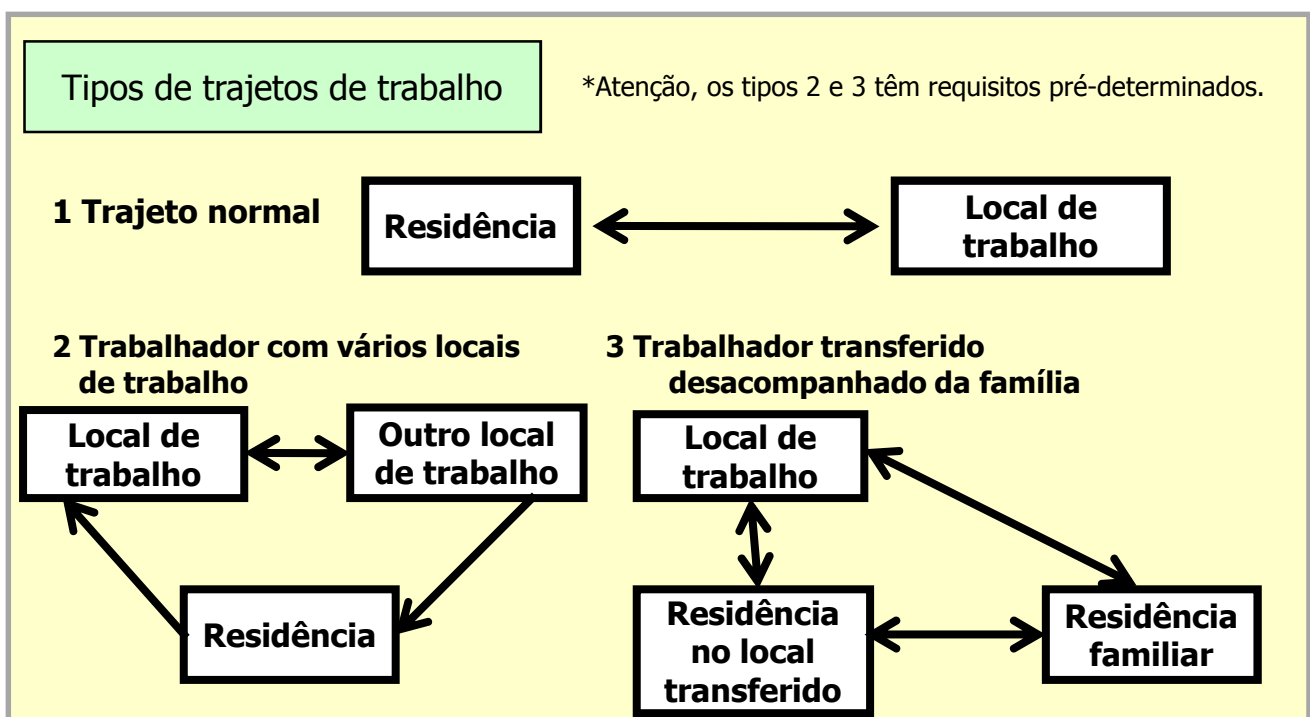 Tipos de trajetos de trabalho
*Atenção, os tipos 2 e 3 têm requisitos pré-determinados.
1 Trajeto normal
Residência
Local de
trabalho
2 Trabalhador com vários locais
de trabalho
Local de
trabalho
Outro local
de trabalho
Residência
3 Trabalhador transferido
desacompanhado da família
Local de
trabalho
Residência
no local
transferido
Residência
familiar